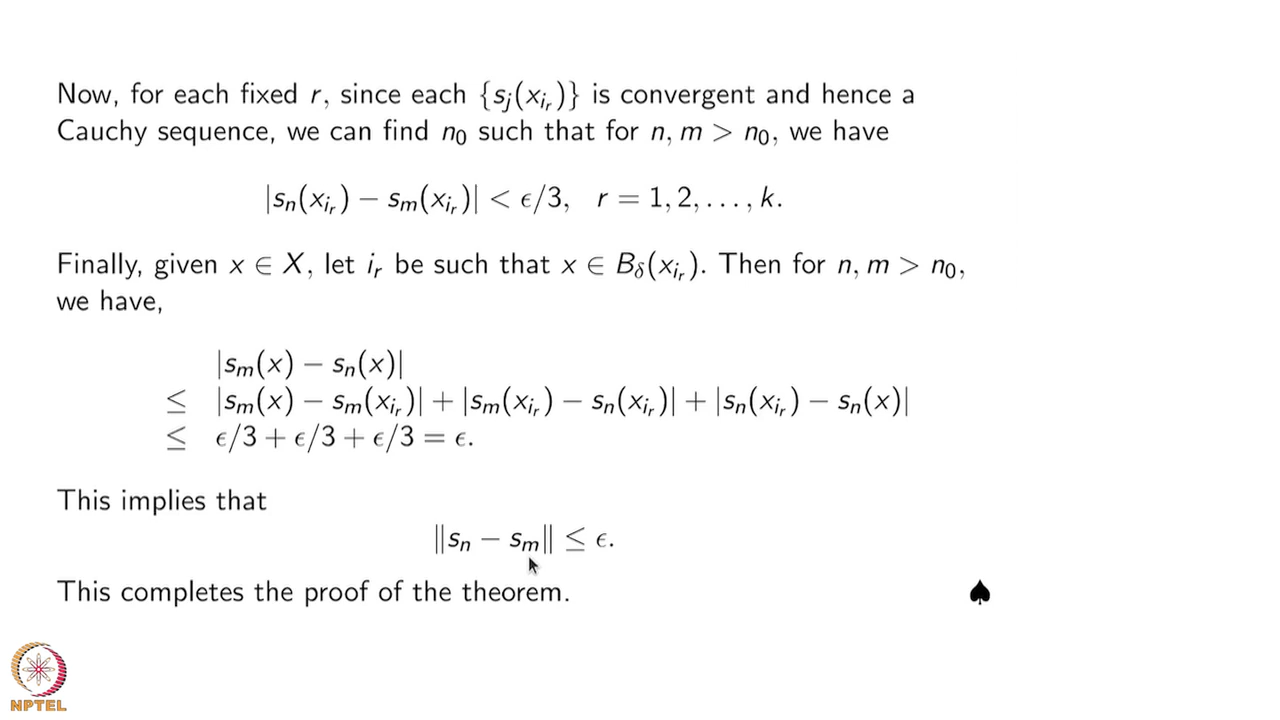 Now, for each fixed r, since each {s_j(x_{i_r})} is convergent and hence a
Cauchy sequence, we can find n_0 such that for n, m > n_0, we have
|s_n(x_{i_r}) − s_m(x_{i_r})| < ϵ/3, r = 1, 2, . . . , k.
Finally, given x ∈ X, let i_r be such that x ∈ B_δ(x_{i_r}). Then for n, m > n_0,
we have,
|s_m(x) − s_n(x)|
≤ |s_m(x) − s_m(x_{i_r})| + |s_m(x_{i_r}) − s_n(x_{i_r})| + |s_n(x_{i_r}) − s_n(x)|
≤ ϵ/3 + ϵ/3 + ϵ/3 = ϵ.
This implies that
‖s_n − s_m‖ ≤ ϵ.
This completes the proof of the theorem. ♠
NPTEL